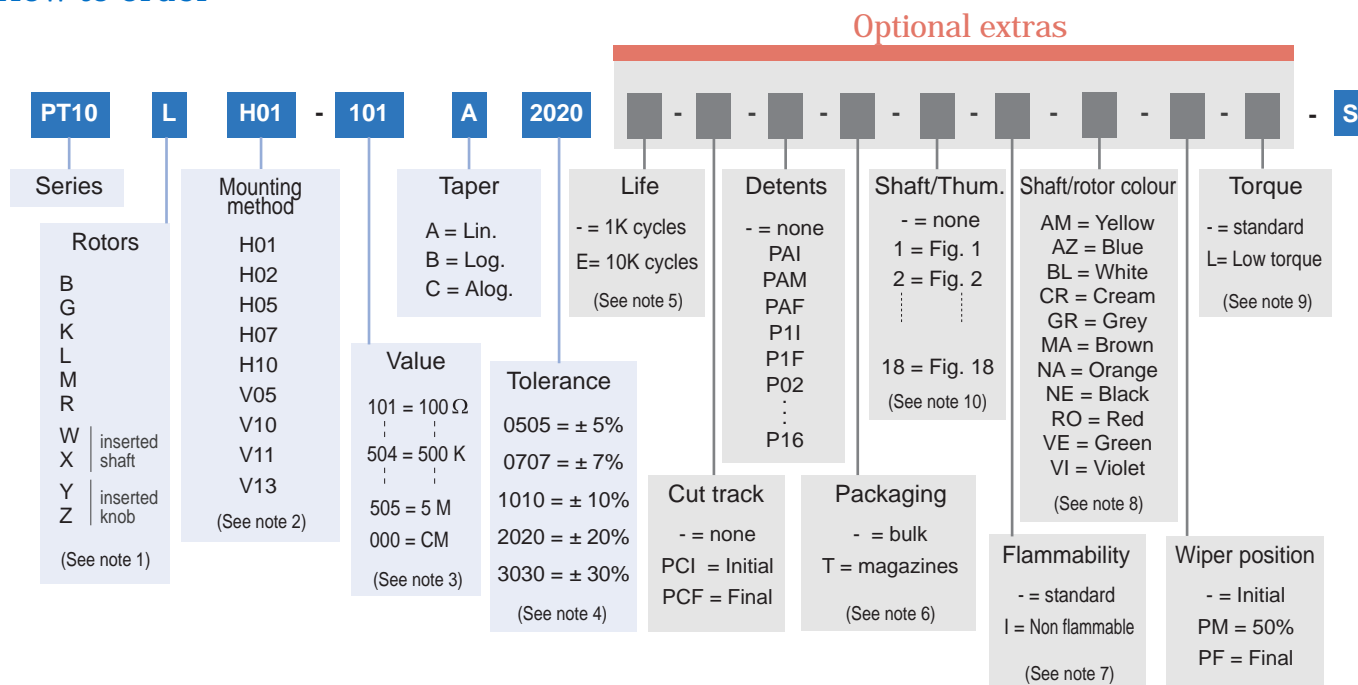 Optional extras
PT10 L H01 - 101 A 2020 - - - - - - - - - S
Series
Rotors
B
G
K
L
M
R
W inserted
X shaft
Y inserted
Z knob
(See note 1)
Mounting
method
H01
H02
H05
H07
H10
V05
V10
V11
V13
(See note 2)
Value
101 = 100 Ω
504 = 500 K
505 = 5 M
000 = CM
(See note 3)
Taper
A = Lin.
B = Log.
C = Alog.
Tolerance
0505 = ± 5%
0707 = ± 7%
1010 = ± 10%
2020 = ± 20%
3030 = ± 30%
(See note 4)
Life
- = 1K cycles
E= 10K cycles
(See note 5)
Cut track
- = none
PCI = Initial
PCF = Final
Detents
- = none
PAI
PAM
PAF
P1I
P1F
P02
:
P16
Packaging
- = bulk
T = magazines
(See note 6)
Shaft/Thum.
- = none
1 = Fig. 1
2 = Fig. 2
18 = Fig. 18
(See note 10)
Flammability
- = standard
I = Non flammable
(See note 7)
Shaft/rotor colour
AM = Yellow
AZ = Blue
BL = White
CR = Cream
GR = Grey
MA = Brown
NA = Orange
NE = Black
RO = Red
VE = Green
VI = Violet
(See note 8)
Wiper position
- = Initial
PM = 50%
PF = Final
Torque
- = standard
L= Low torque
(See note 9)